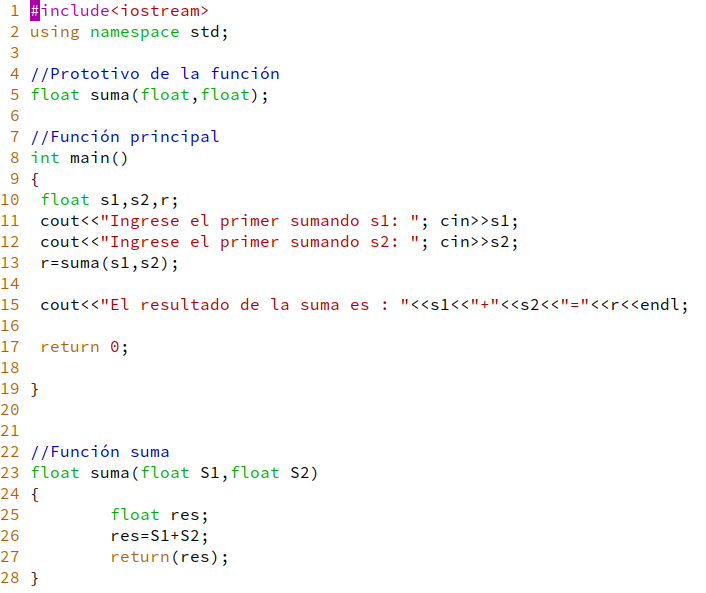 1 #include<iostream>
2 using namespace std;
3
4 //Prototivo de la función
5 float suma(float,float);
6
7 //Función principal
8 int main()
9 {
10  float s1,s2,r;
11  cout<<"Ingrese el primer sumando s1: "; cin>>s1;
12  cout<<"Ingrese el primer sumando s2: "; cin>>s2;
13  r=suma(s1,s2);
14
15  cout<<"El resultado de la suma es : "<<s1<<"+"<<s2<<"="<<r<<endl;
16
17  return 0;
18
19 }
20
21
22 //Función suma
23 float suma(float S1,float S2)
24 {
25         float res;
26         res=S1+S2;
27         return(res);
28 }